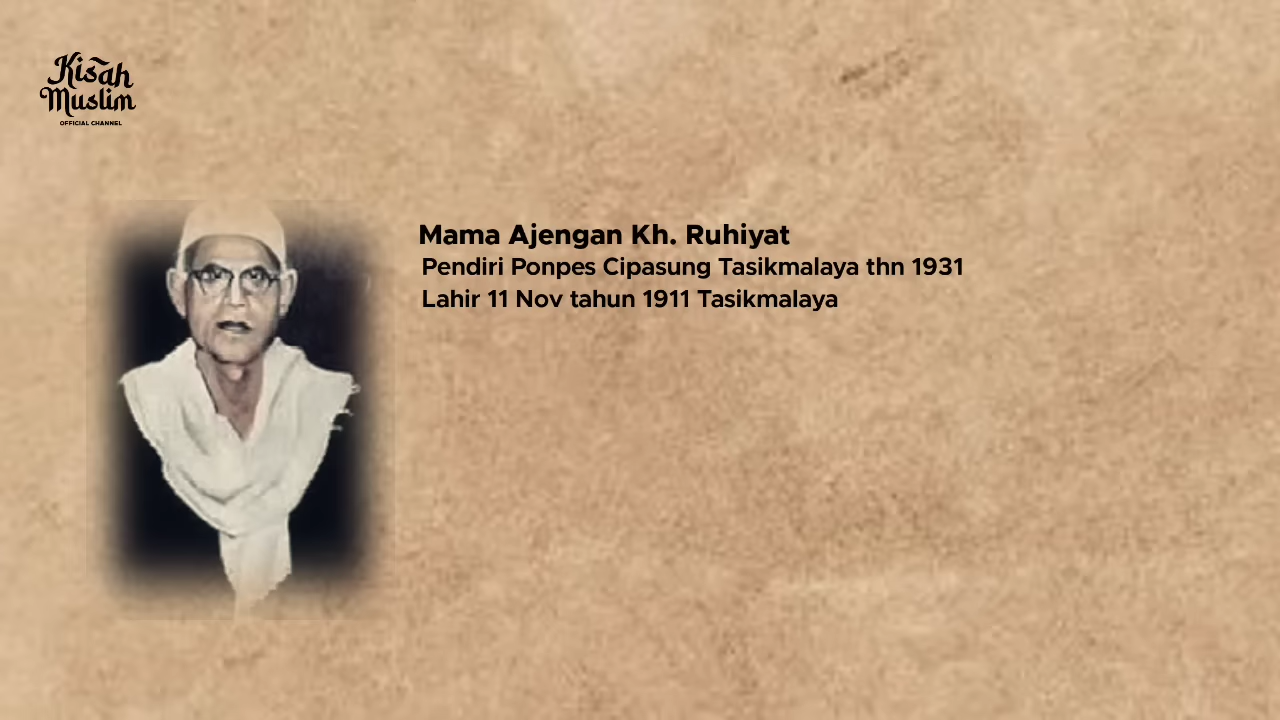 Kisah
Muslim
OFFICIAL CHANNEL
Mama Ajengan Kh. Ruhiyat
Pendiri Ponpes Cipasung Tasikmalaya thn 1931
Lahir 11 Nov tahun 1911 Tasikmalaya